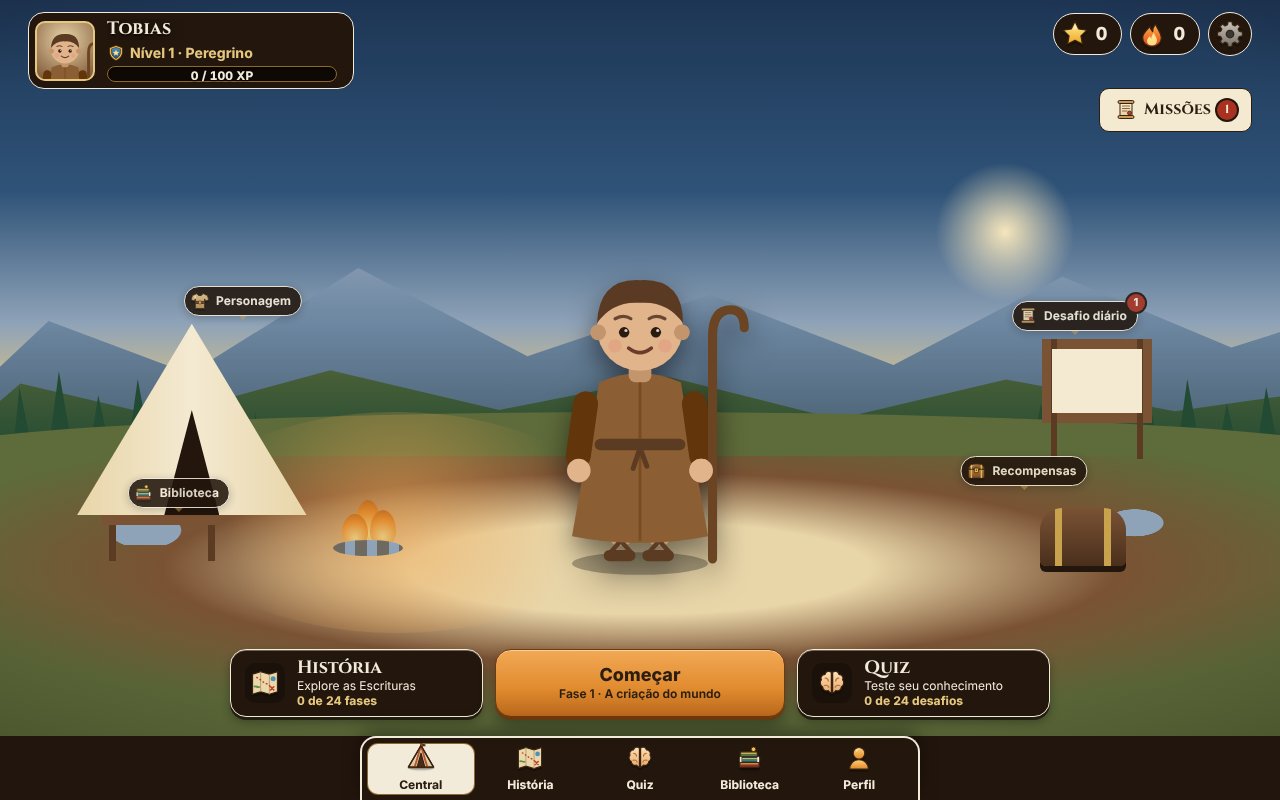 Tobias
Nível 1 · Peregrino
0 / 100 XP
0
0
Missões 1
Personagem
Desafio diário 1
Biblioteca
Recompensas
História
Explore as Escrituras
0 de 24 fases
Começar
Fase 1 · A criação do mundo
Quiz
Teste seu conhecimento
0 de 24 desafios
Central
História
Quiz
Biblioteca
Perfil